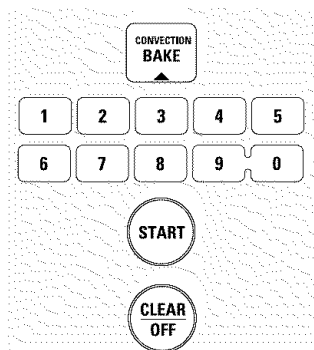 CONVECTION
BAKE
1 2 3 4 5
6 7 8 9 0
START
CLEAR
OFF